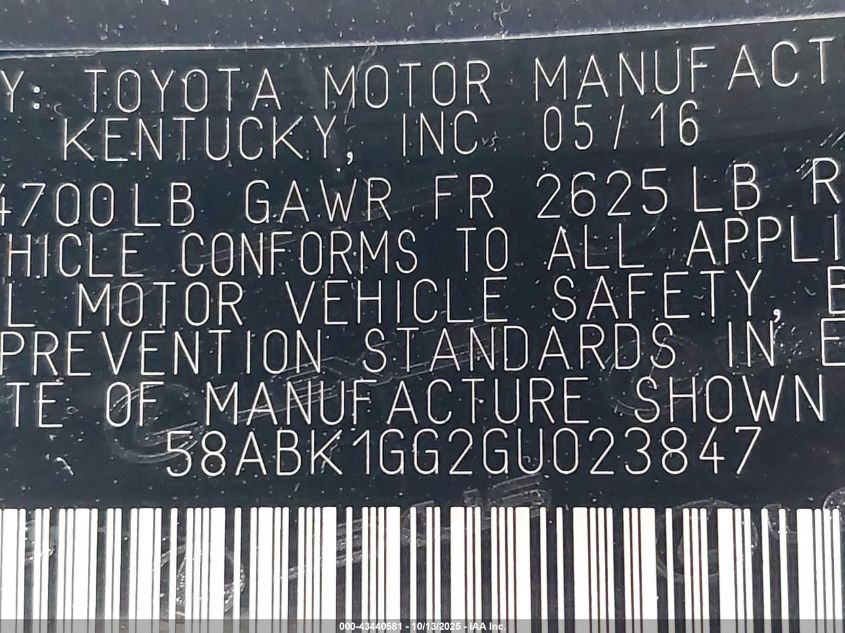 Y: TOYOTA MOTOR MANUFACT
KENTUCKY, INC 05/16
4700LB GAWR FR 2625LB R
HICLE CONFORMS TO ALL APPLI
L MOTOR VEHICLE SAFETY, B
PREVENTION STANDARDS IN E
TE OF MANUFACTURE SHOWN
58ABK1GG2GU023847
000-43440581 - 10/13/2025 - IAA Inc.